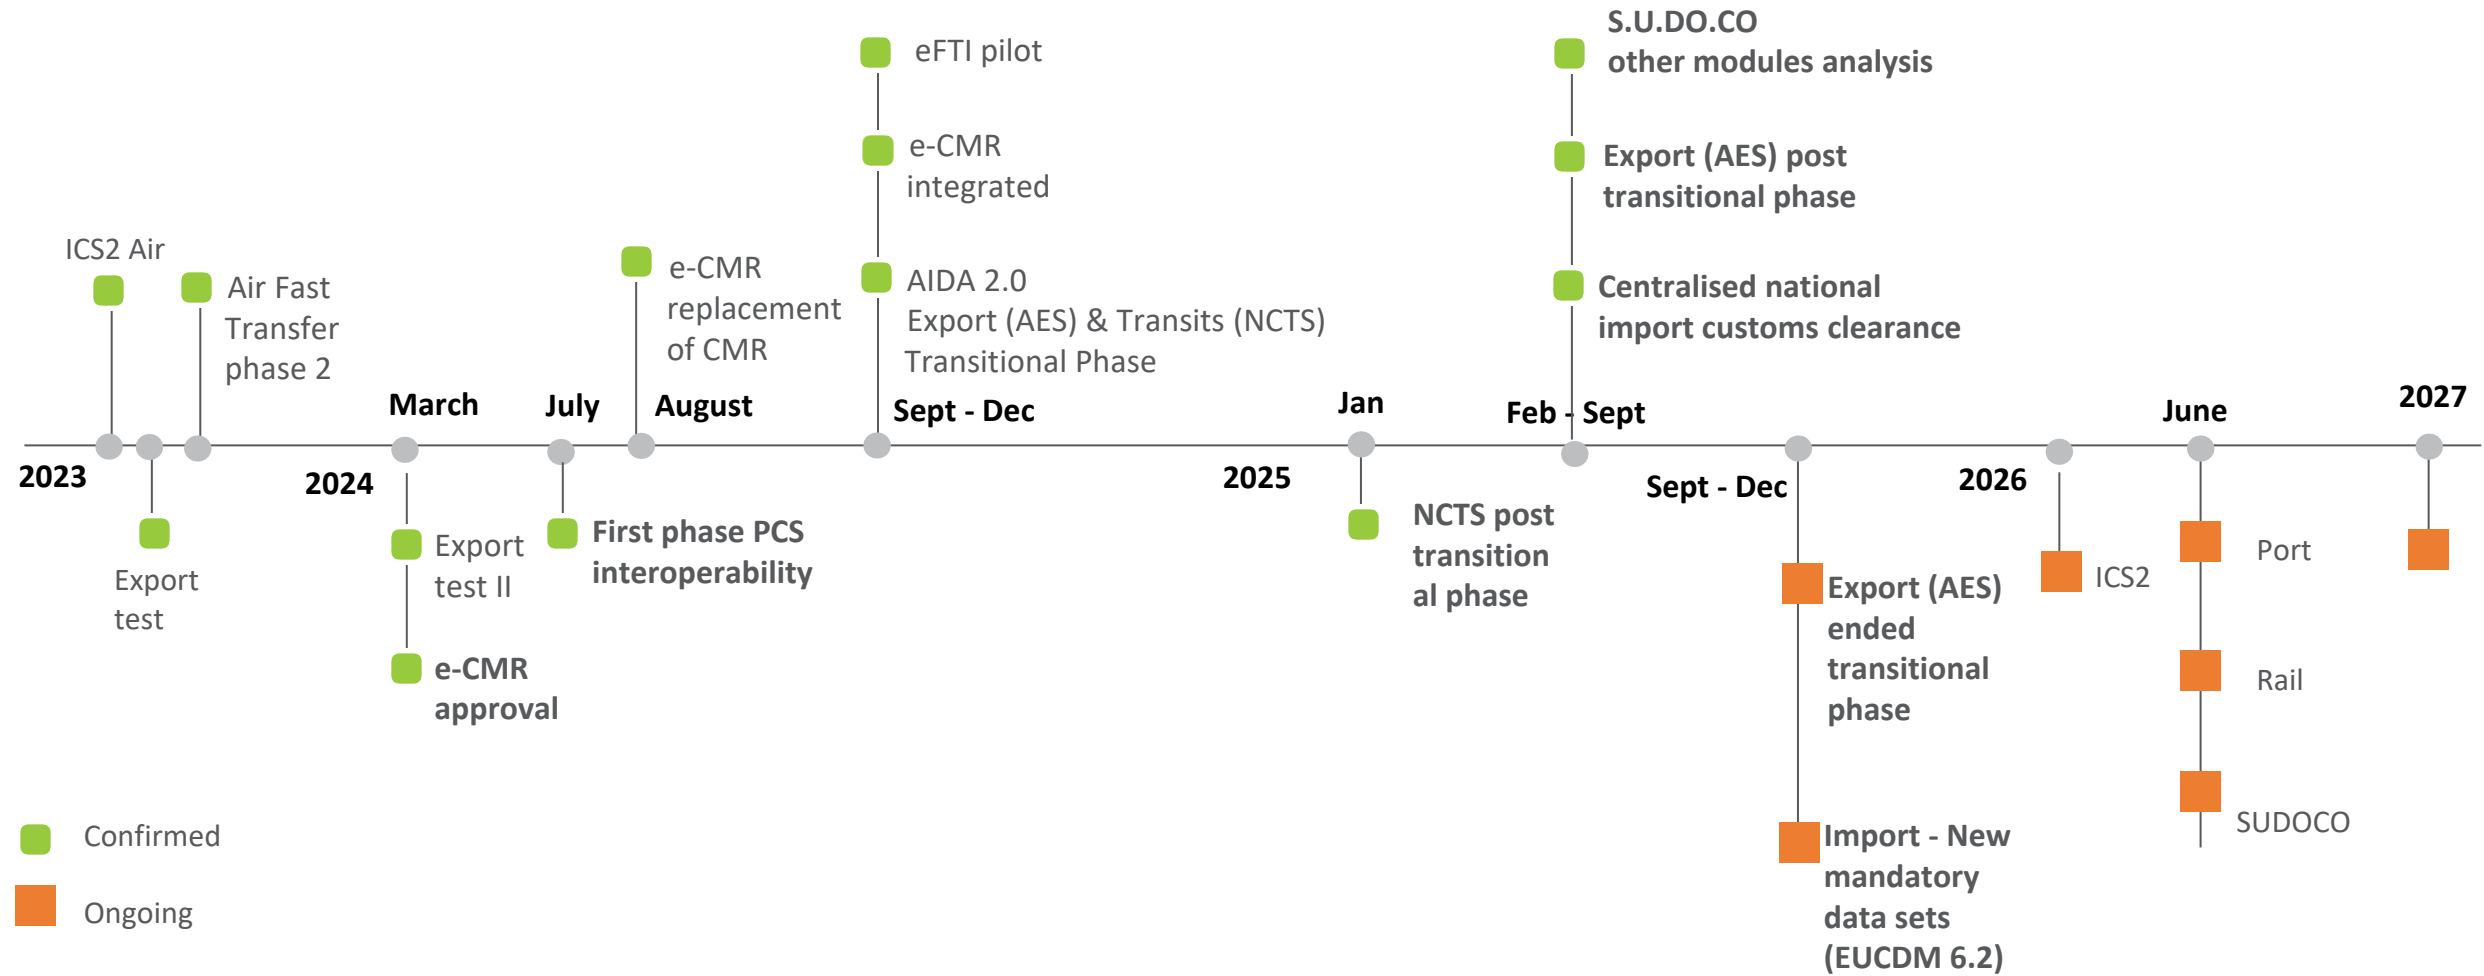 S.U.DO.CO
other modules analysis
eFTI pilot
e-CMR
integrated
Export (AES) post
transitional phase
ICS2 Air
Air Fast
Transfer
phase 2
e-CMR
replacement
of CMR
AIDA 2.0
Export (AES) & Transits (NCTS)
Transitional Phase
Centralised national
import customs clearance
March
July
August
Sept - Dec
Jan
Feb - Sept
June
2027
2023
2024
2025
Sept - Dec
2026
Export
test
Export
test II
First phase PCS
interoperability
e-CMR
approval
NCTS post
transition
al phase
Export (AES)
ended
transitional
phase
ICS2
Port
Rail
SUDOCO
Import - New
mandatory
data sets
(EUCDM 6.2)
Confirmed
Ongoing